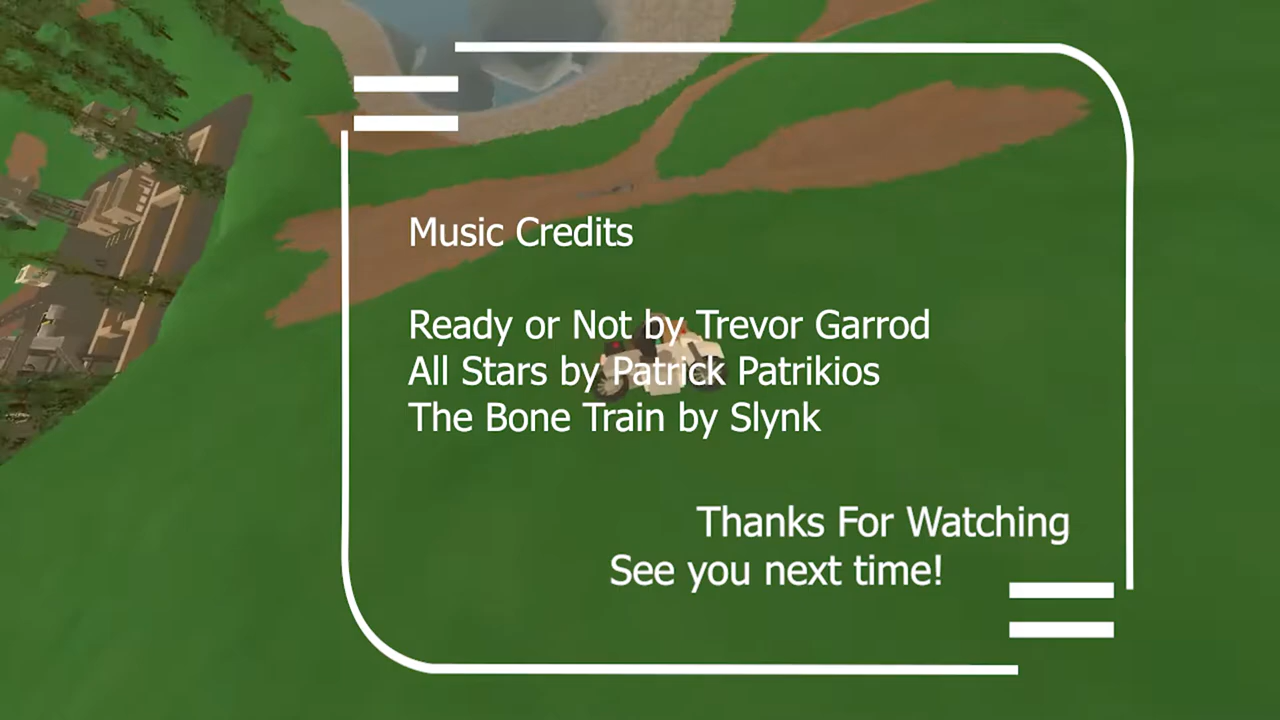 Music Credits
Ready or Not by Trevor Garrod
All Stars by Patrick Patrikios
The Bone Train by Slynk
Thanks For Watching
See you next time!